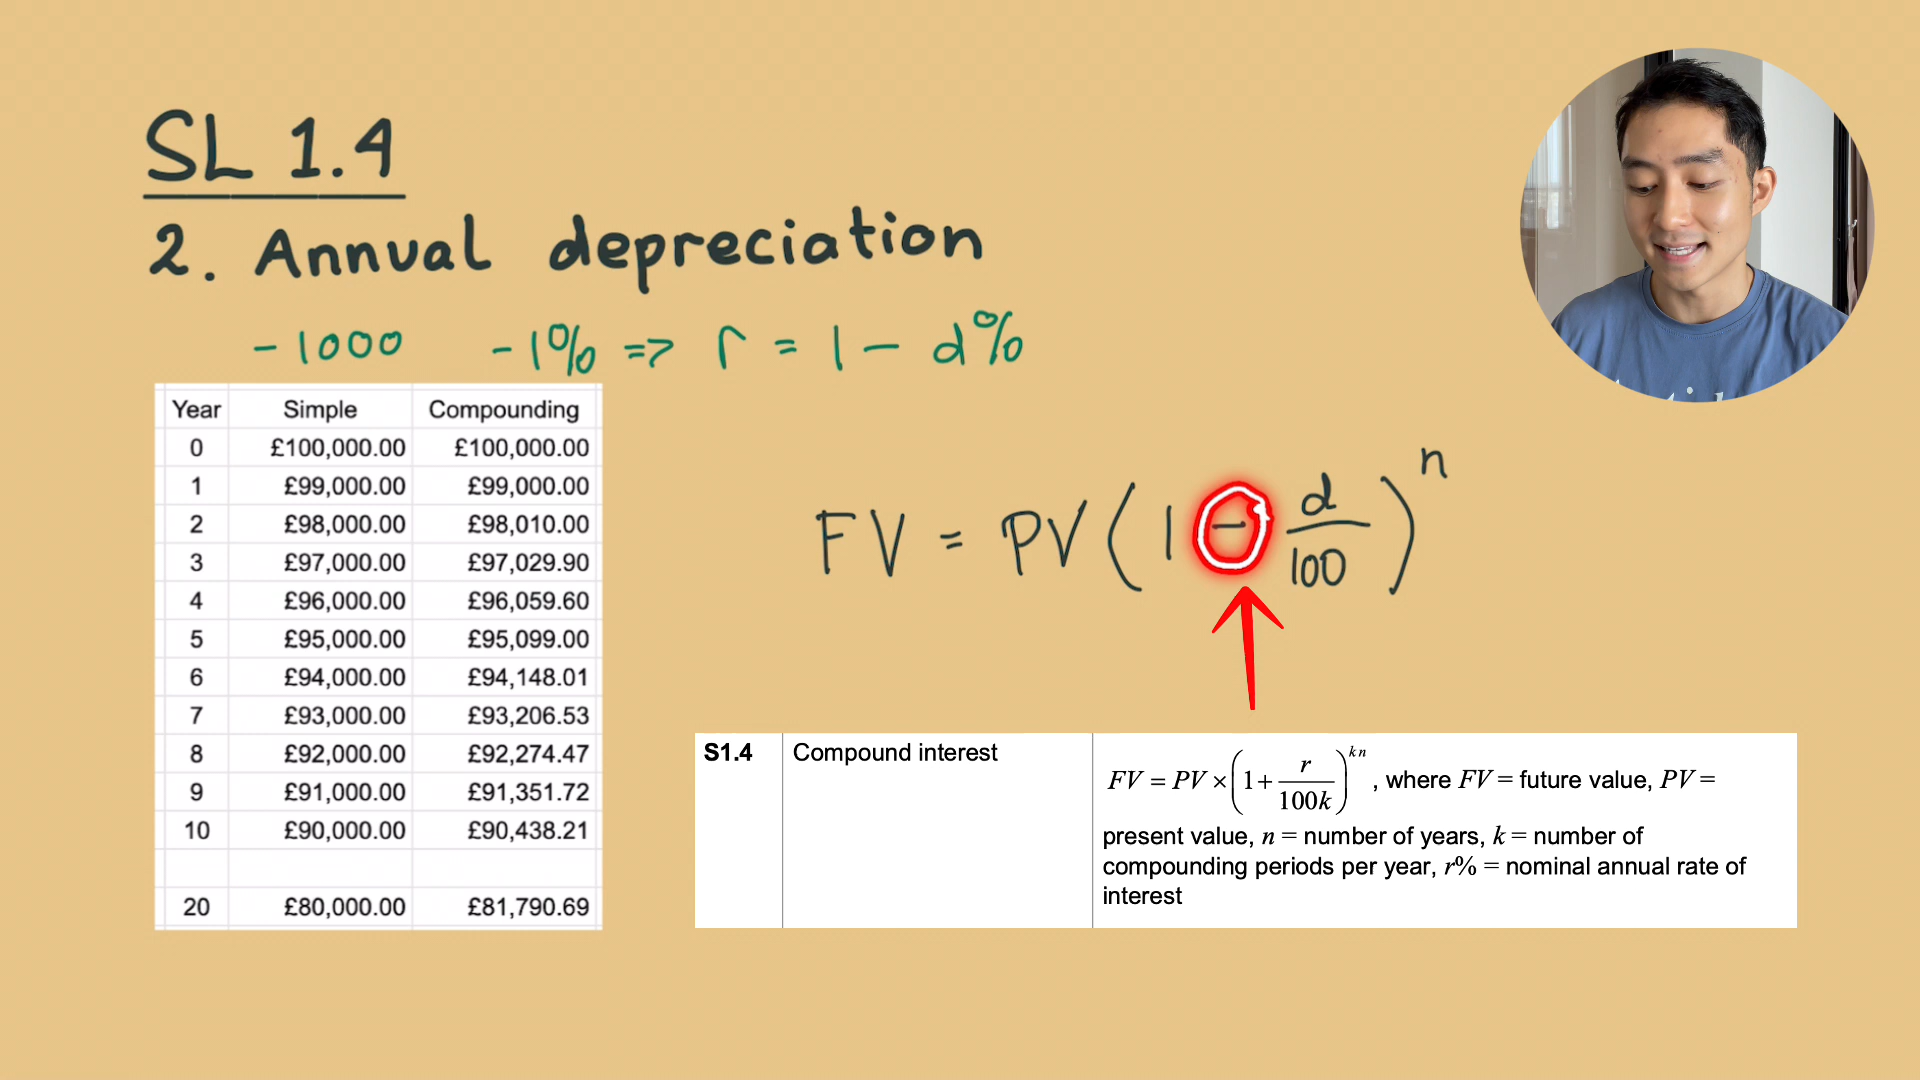 SL 1.4
2. Annual depreciation
-1000 -1% => r = 1 - d%
Year Simple Compounding
0 £100,000.00 £100,000.00
1 £99,000.00 £99,000.00
2 £98,000.00 £98,010.00
3 £97,000.00 £97,029.90
4 £96,000.00 £96,059.60
5 £95,000.00 £95,099.00
6 £94,000.00 £94,148.01
7 £93,000.00 £93,206.53
8 £92,000.00 £92,274.47
9 £91,000.00 £91,351.72
10 £90,000.00 £90,438.21
20 £80,000.00 £81,790.69
FV = PV(1 - d/100)^n
S1.4 Compound interest
FV = PV × (1 + r/100k)^kn, where FV = future value, PV =
present value, n = number of years, k = number of
compounding periods per year, r% = nominal annual rate of
interest